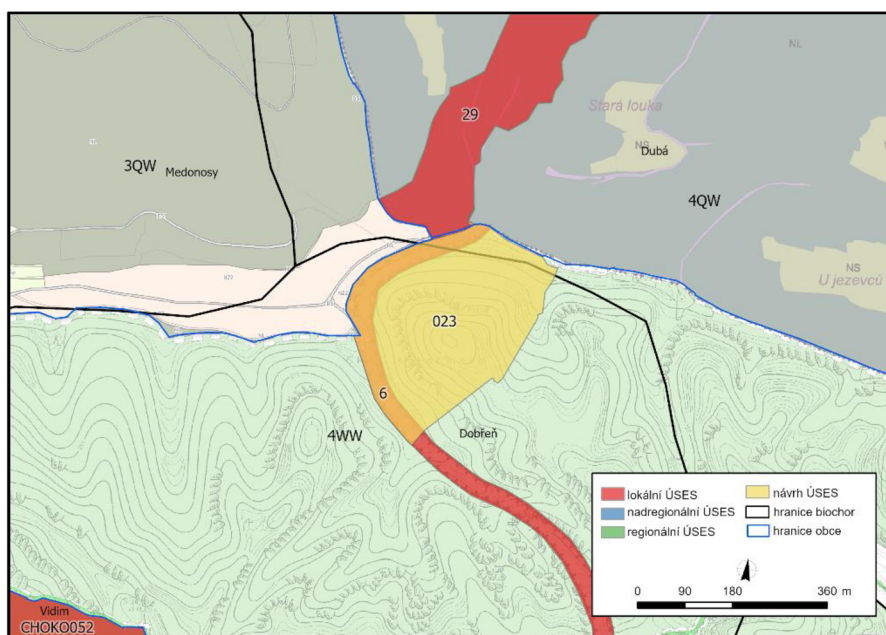 NL
29
Stará louka
NS
Dubá
3QW
Medonosy
4QW
NS
U jezevců
023
6
4WW
Dobřeň
lokální ÚSES
nadregionální ÚSES
regionální ÚSES
návrh ÚSES
hranice biochor
hranice obce
0 90 180 360 m
Vidim
CHOKO052